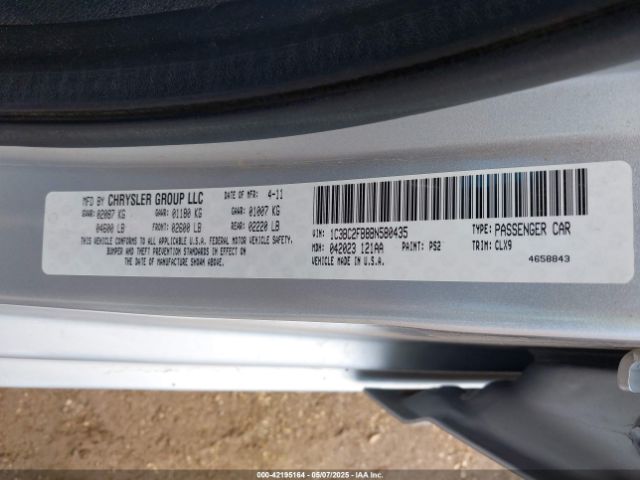 MFD BY CHRYSLER GROUP LLC DATE OF MFR: 4-11
GVWR: 02087 KG GAWR: 01180 KG GAWR: 01007 KG
04600 LB FRONT: 02600 LB REAR: 02220 LB
THIS VEHICLE CONFORMS TO ALL APPLICABLE U.S.A. FEDERAL MOTOR VEHICLE SAFETY,
BUMPER AND THEFT PREVENTION STANDARDS IN EFFECT ON
THE DATE OF MANUFACTURE SHOWN ABOVE.
VIN: 1C3BC2FB8BN580435 TYPE: PASSENGER CAR
MDH: 042023 121AA PAINT: PS2 TRIM: CLX9
VEHICLE MADE IN U.S.A. 4658843
000-42195164 - 05/07/2025 - IAAI.com